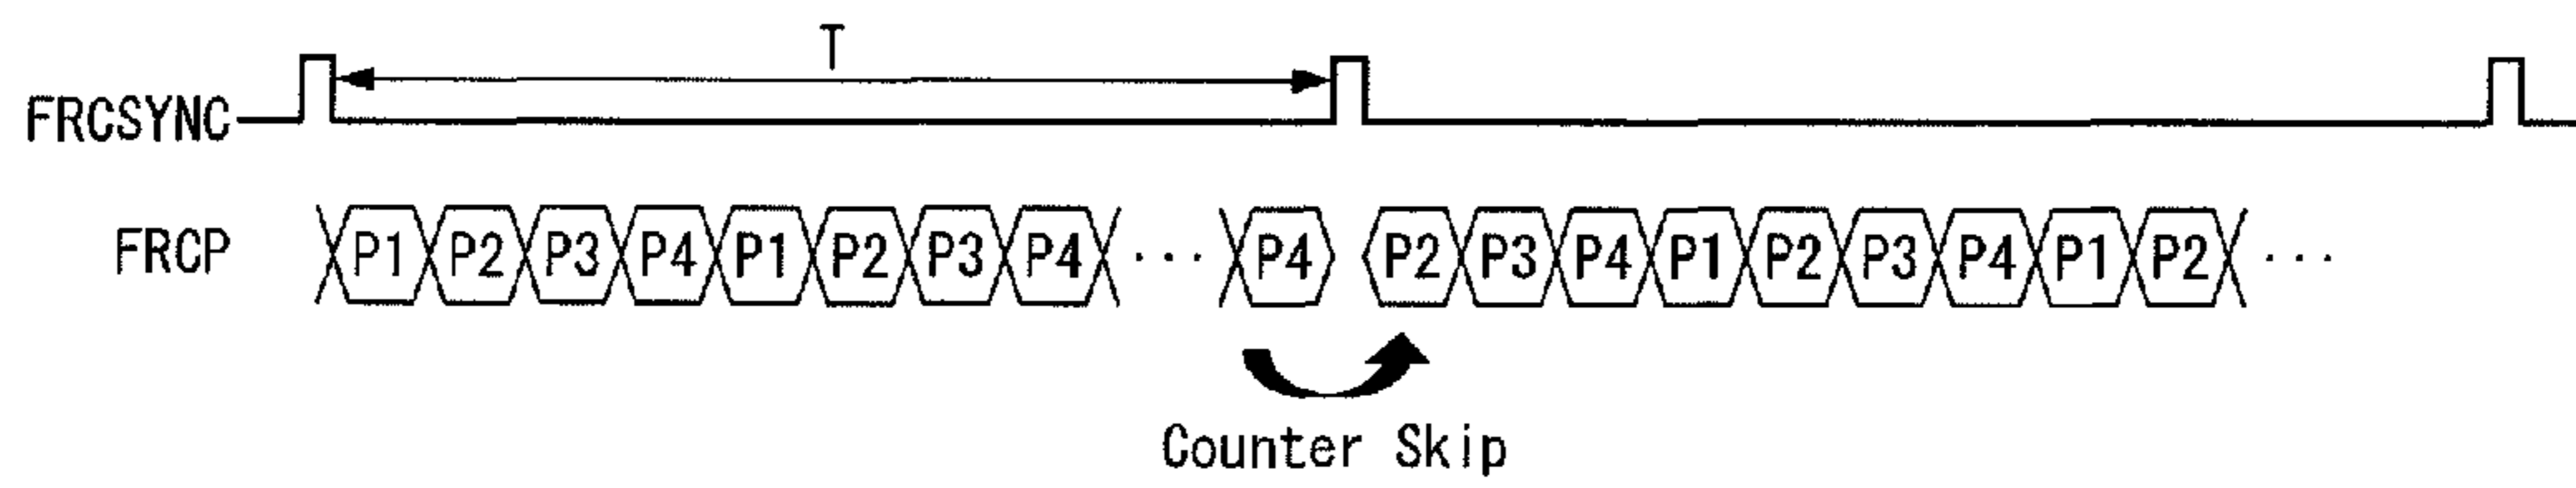 T
FRCSYNC
FRCP P1 P2 P3 P4 P1 P2 P3 P4 ... P4 P2 P3 P4 P1 P2 P3 P4 P1 P2 ...
Counter Skip